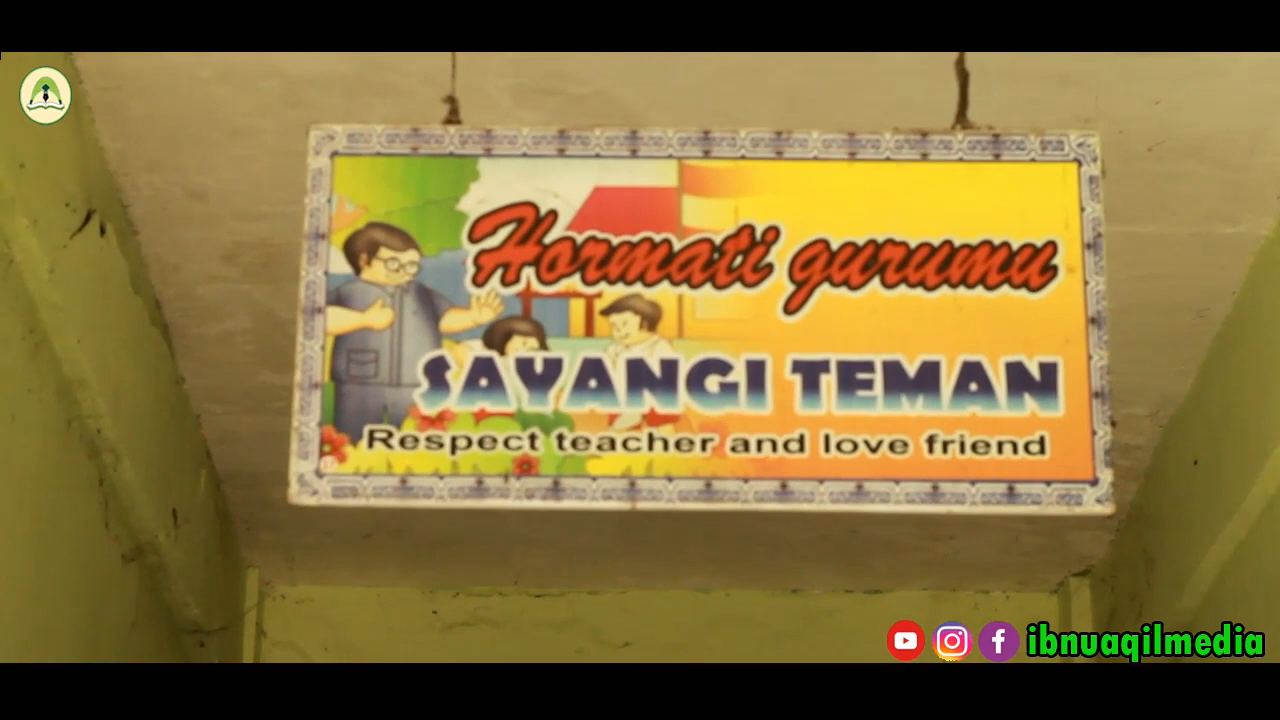 Hormati gurumu
SAYANGI TEMAN
Respect teacher and love friend
ibnuaqilmedia